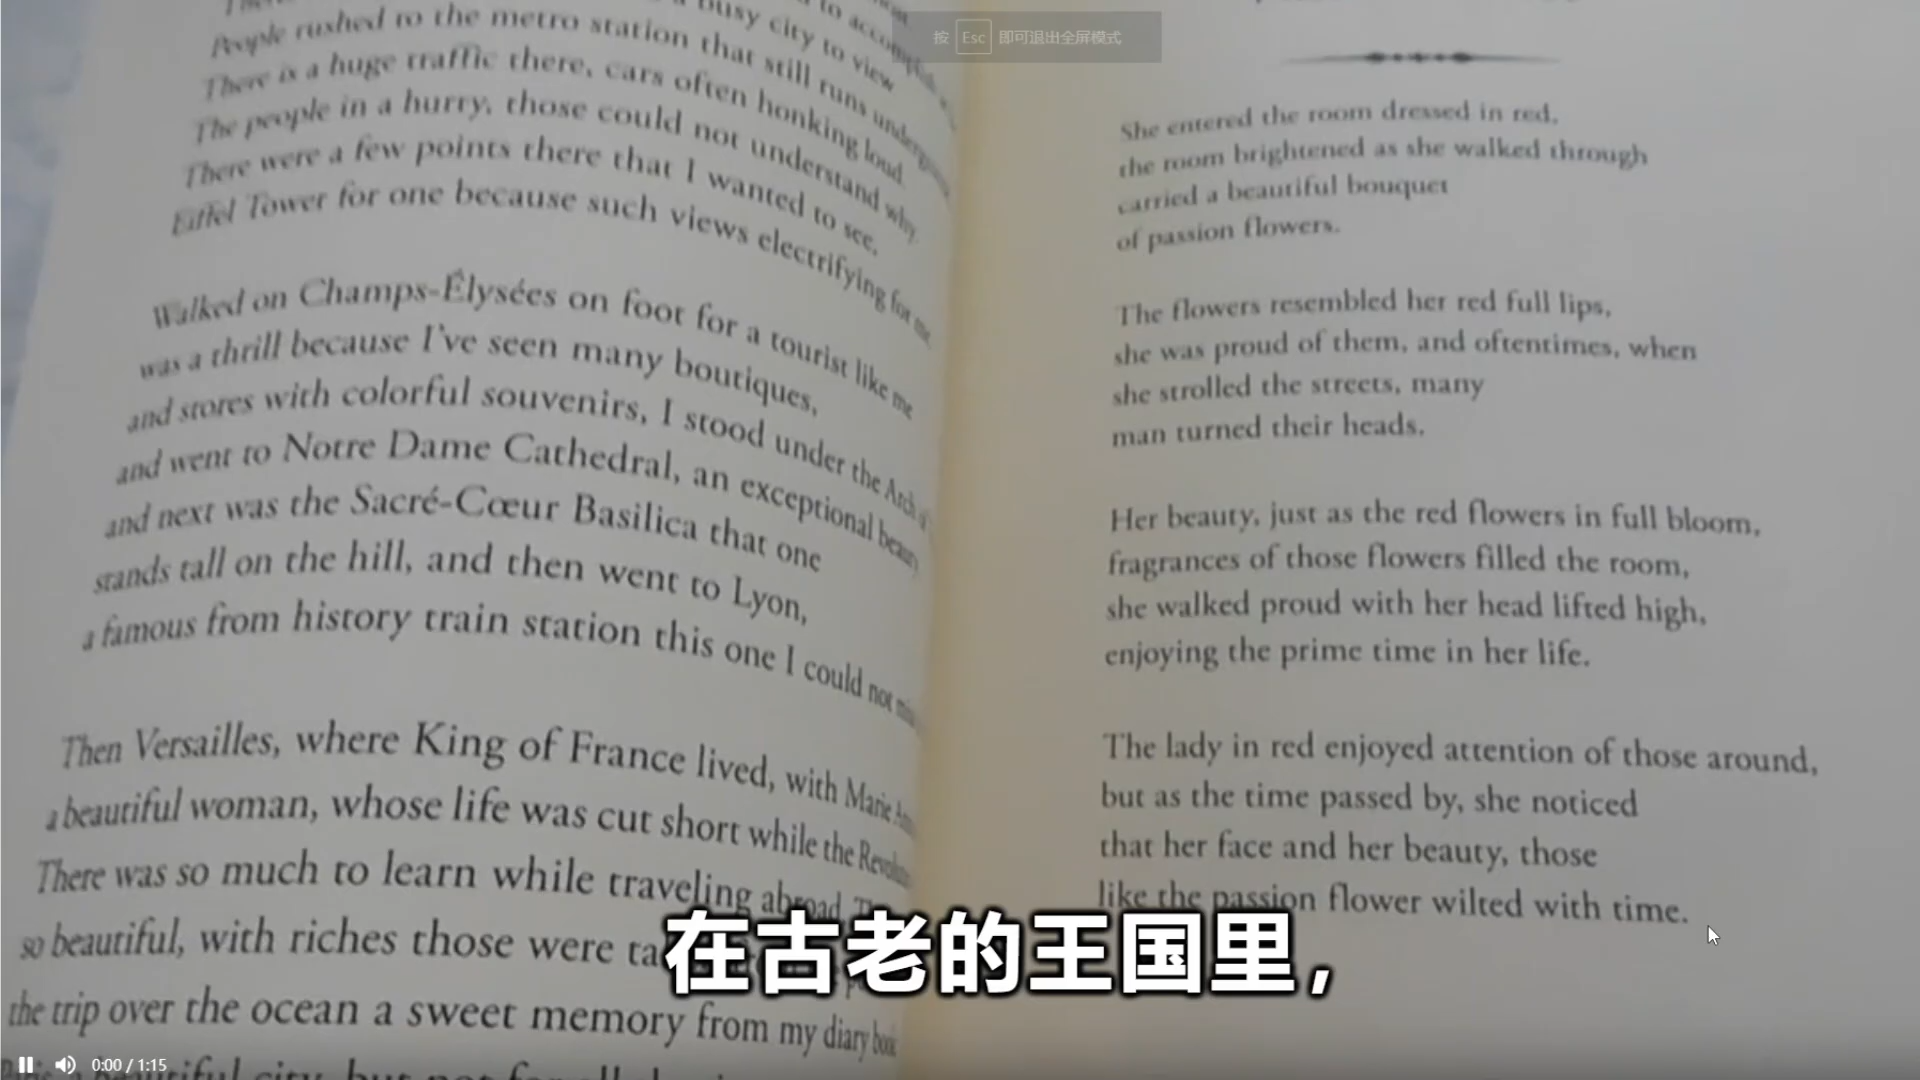 People rushed to the metro station that still runs
There is a huge traffic there, cars often honking loud.
The people in a hurry, those could not understand why.
There were a few points there that I wanted to see,
Eiffel Tower for one because such views electrifying for me
Walked on Champs-Êlysées on foot for a tourist like me
was a thrill because I've seen many boutiques,
and stores with colorful souvenirs, I stood under the Arch
and went to Notre Dame Cathedral, an exceptional beauty
and next was the Sacré-Cœur Basilica that one
stands tall on the hill, and then went to Lyon,
a famous from history train station this one I could not
Then Versailles, where King of France lived, with Marie
a beautiful woman, whose life was cut short while the
There was so much to learn while traveling abroad.
so beautiful, with riches those were
the trip over the ocean a sweet memory from my diary book
按 Esc 即可退出全屏模式
She entered the room dressed in red,
the room brightened as she walked through
carried a beautiful bouquet
of passion flowers.
The flowers resembled her red full lips,
she was proud of them, and oftentimes, when
she strolled the streets, many
man turned their heads.
Her beauty, just as the red flowers in full bloom,
fragrances of those flowers filled the room,
she walked proud with her head lifted high,
enjoying the prime time in her life.
The lady in red enjoyed attention of those around,
but as the time passed by, she noticed
that her face and her beauty, those
like the passion flower wilted with time.
在古老的王国里，
0:00 / 1:15